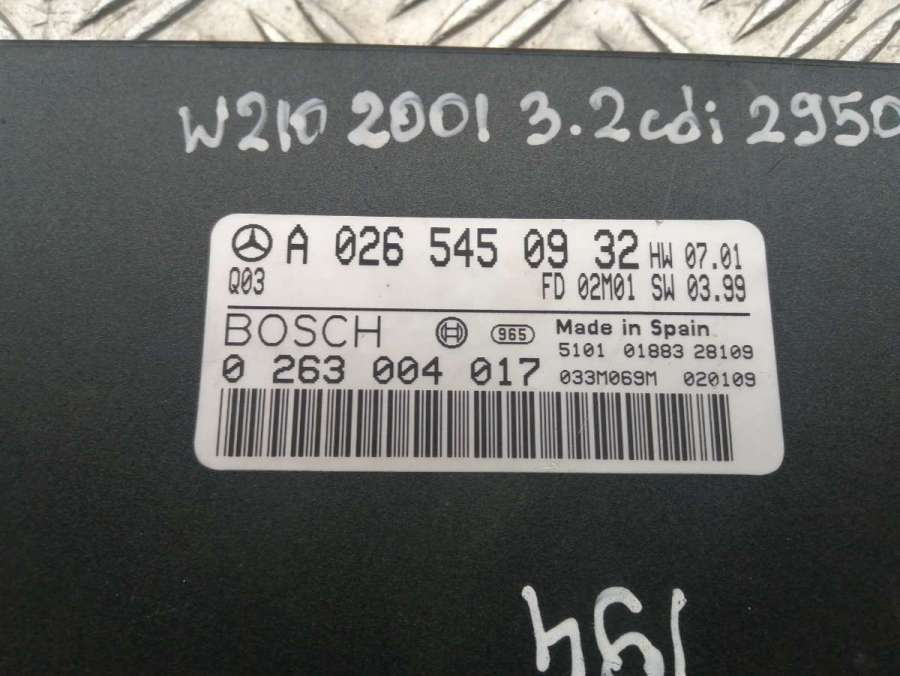 W210 2001 3.2cdi 2950
A 026 545 09 32 HW 07.01
Q03 FD 02M01 SW 03.99
BOSCH 965 Made in Spain
5101 01883 28109
0 263 004 017 033M069M 020109
194